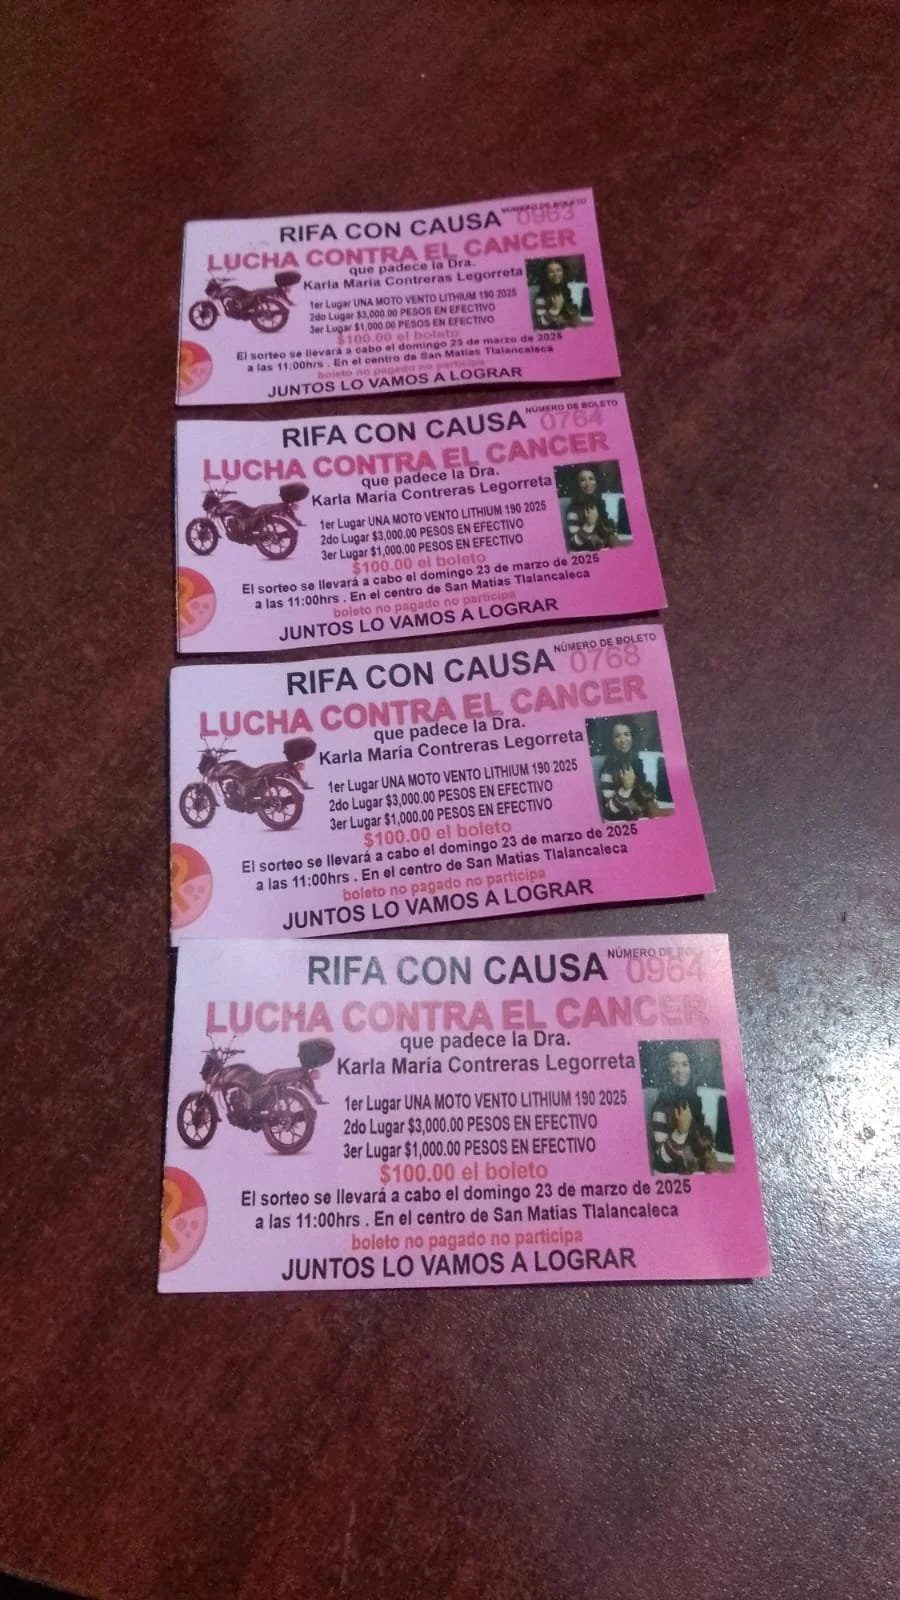 RIFA CON CAUSA
NÚMERO DE BOLETO
0963
LUCHA CONTRA EL CANCER
que padece la Dra.
Karla María Contreras Legorreta
1er Lugar UNA MOTO VENTO LITHIUM 190 2025
2do Lugar $3,000.00 PESOS EN EFECTIVO
3er Lugar $1,000.00 PESOS EN EFECTIVO
$100.00 el boleto
El sorteo se llevará a cabo el domingo 23 de marzo de 2025
a las 11:00hrs . En el centro de San Matías Tlalancaleca
boleto no pagado no participa
JUNTOS LO VAMOS A LOGRAR
RIFA CON CAUSA
NÚMERO DE BOLETO
0764
LUCHA CONTRA EL CANCER
que padece la Dra.
Karla María Contreras Legorreta
1er Lugar UNA MOTO VENTO LITHIUM 190 2025
2do Lugar $3,000.00 PESOS EN EFECTIVO
3er Lugar $1,000.00 PESOS EN EFECTIVO
$100.00 el boleto
El sorteo se llevará a cabo el domingo 23 de marzo de 2025
a las 11:00hrs . En el centro de San Matías Tlalancaleca
boleto no pagado no participa
JUNTOS LO VAMOS A LOGRAR
RIFA CON CAUSA
NÚMERO DE BOLETO
0768
LUCHA CONTRA EL CANCER
que padece la Dra.
Karla María Contreras Legorreta
1er Lugar UNA MOTO VENTO LITHIUM 190 2025
2do Lugar $3,000.00 PESOS EN EFECTIVO
3er Lugar $1,000.00 PESOS EN EFECTIVO
$100.00 el boleto
El sorteo se llevará a cabo el domingo 23 de marzo de 2025
a las 11:00hrs . En el centro de San Matías Tlalancaleca
boleto no pagado no participa
JUNTOS LO VAMOS A LOGRAR
RIFA CON CAUSA
NÚMERO DE
0964
LUCHA CONTRA EL CANCER
que padece la Dra.
Karla María Contreras Legorreta
1er Lugar UNA MOTO VENTO LITHIUM 190 2025
2do Lugar $3,000.00 PESOS EN EFECTIVO
3er Lugar $1,000.00 PESOS EN EFECTIVO
$100.00 el boleto
El sorteo se llevará a cabo el domingo 23 de marzo de 2025
a las 11:00hrs . En el centro de San Matías Tlalancaleca
boleto no pagado no participa
JUNTOS LO VAMOS A LOGRAR